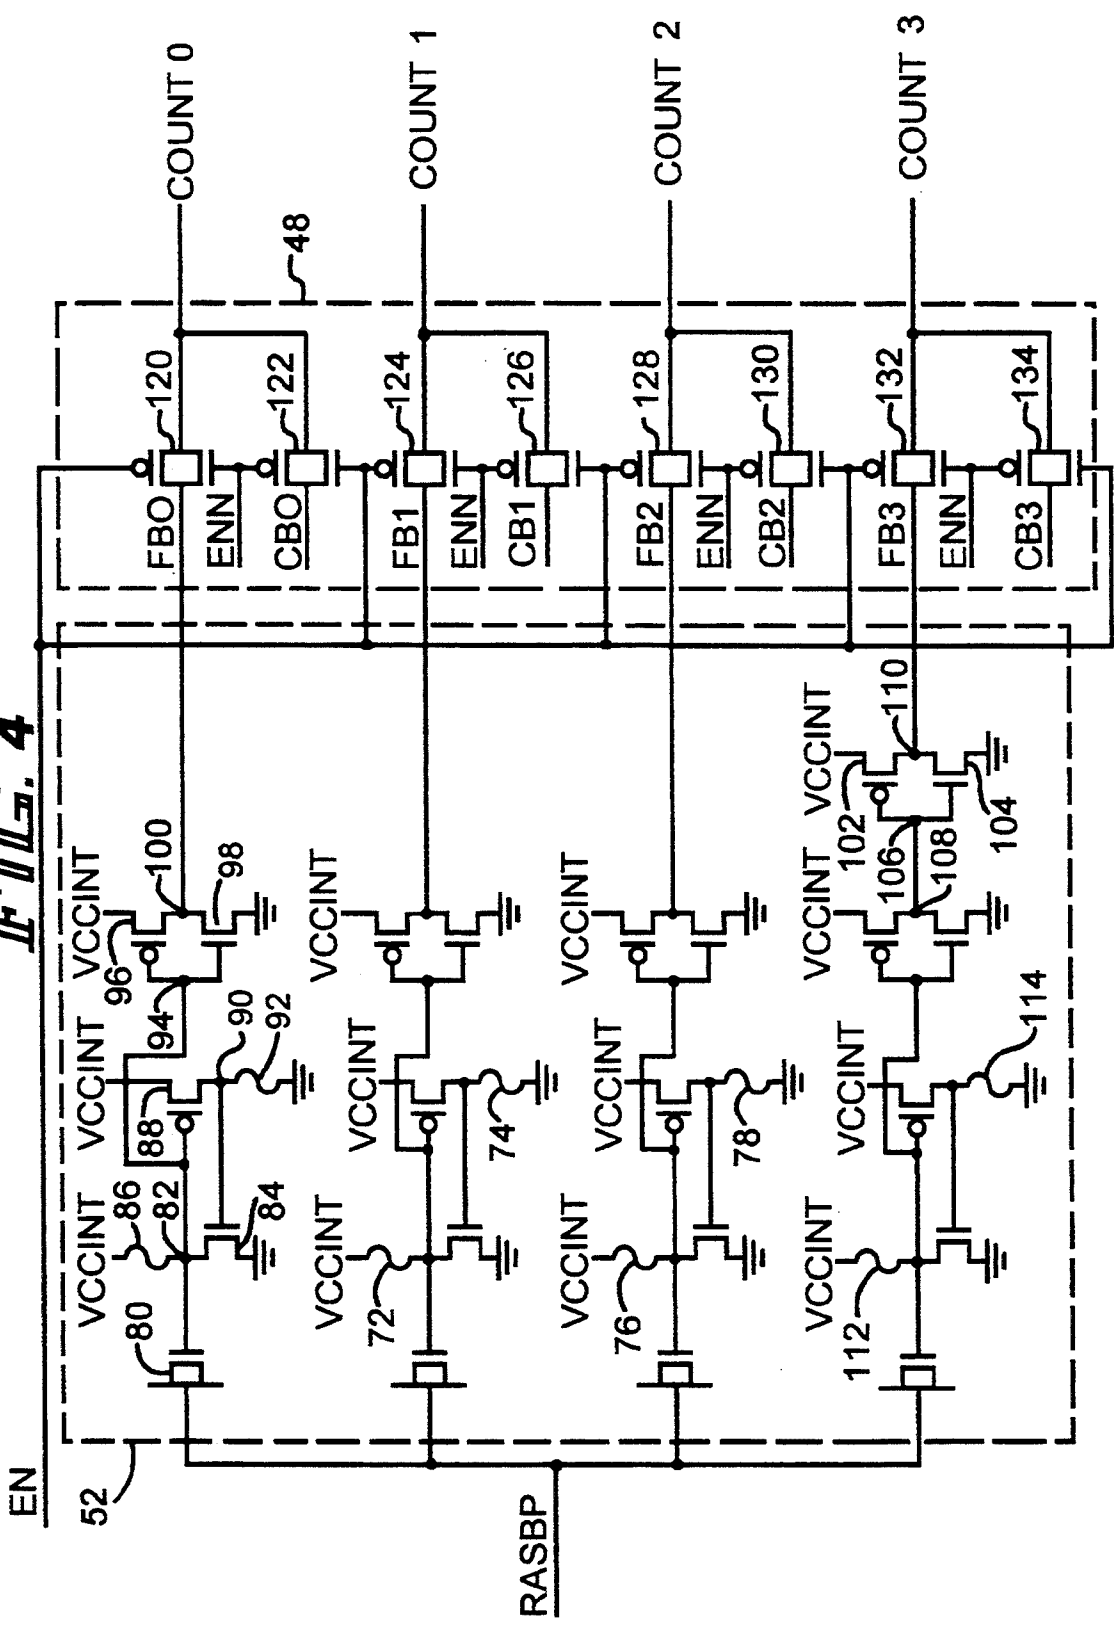 FIG. 4
EN
52
RASBP
VCCINT
86
82
80
84
VCCINT
88
90
92
VCCINT
96
94
100
98
VCCINT
72
VCCINT
74
VCCINT
VCCINT
76
VCCINT
78
VCCINT
VCCINT
112
VCCINT
114
VCCINT
108
VCCINT
102
106
104
110
48
FBO
120
ENN
CBO
122
FB1
124
ENN
CB1
126
FB2
128
ENN
CB2
130
FB3
132
ENN
CB3
134
COUNT 0
COUNT 1
COUNT 2
COUNT 3